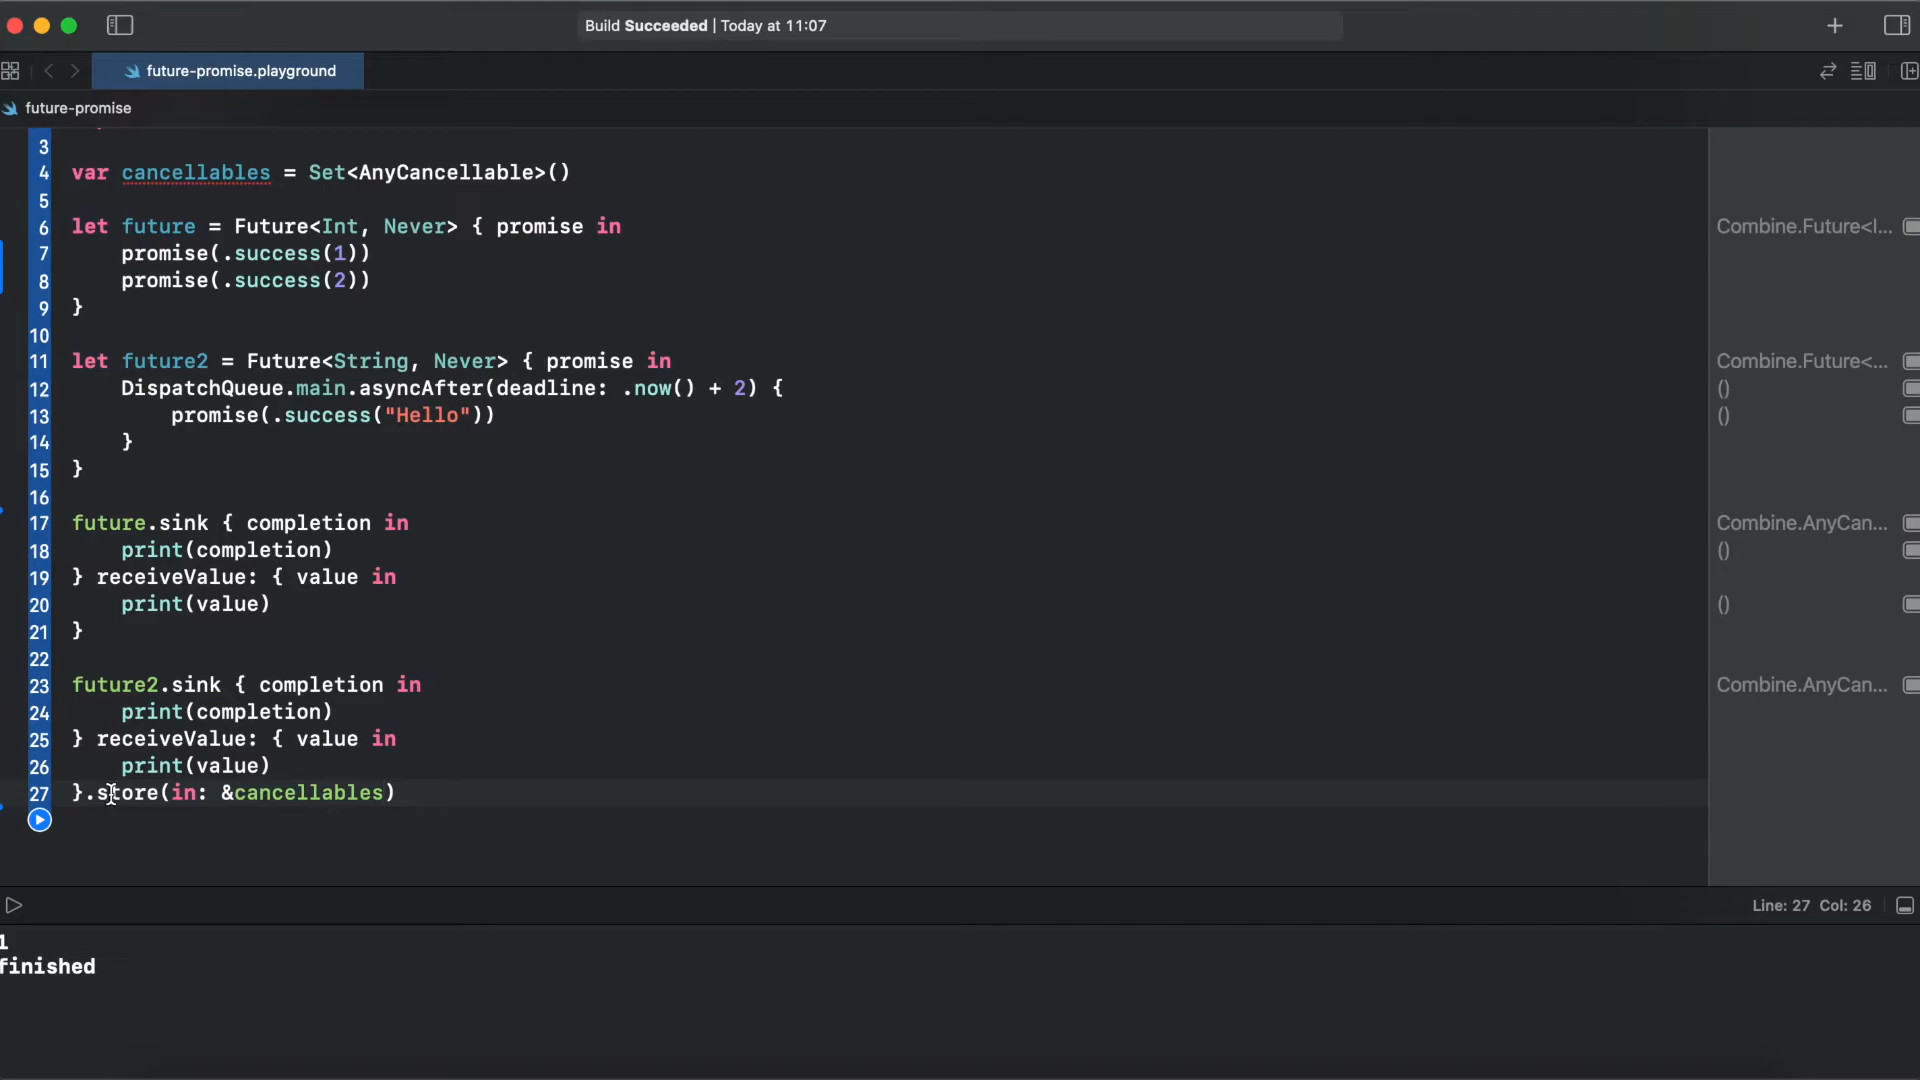 Build Succeeded | Today at 11:07
future-promise.playground
future-promise
3
4 var cancellables = Set<AnyCancellable>()
5
6 let future = Future<Int, Never> { promise in Combine.Future<I...
7     promise(.success(1))
8     promise(.success(2))
9 }
10
11 let future2 = Future<String, Never> { promise in Combine.Future<...
12     DispatchQueue.main.asyncAfter(deadline: .now() + 2) { ()
13         promise(.success("Hello")) ()
14     }
15 }
16
17 future.sink { completion in Combine.AnyCan...
18     print(completion) ()
19 } receiveValue: { value in
20     print(value) ()
21 }
22
23 future2.sink { completion in Combine.AnyCan...
24     print(completion)
25 } receiveValue: { value in
26     print(value)
27 }.store(in: &cancellables)
Line: 27 Col: 26
1
finished